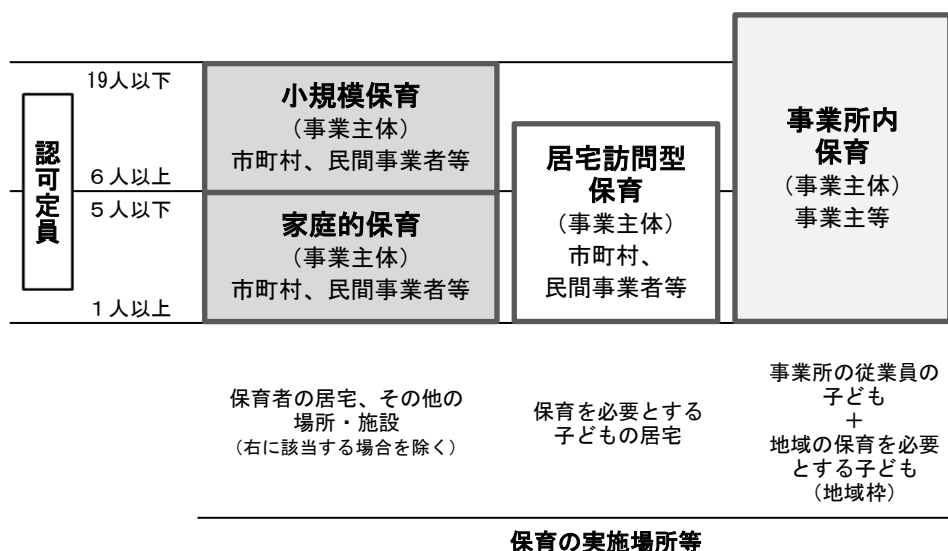 認可定員
19人以下
６人以上
５人以下
１人以上
小規模保育
（事業主体）
市町村、民間事業者等
家庭的保育
（事業主体）
市町村、民間事業者等
居宅訪問型
保育
（事業主体）
市町村、
民間事業者等
事業所内
保育
（事業主体）
事業主等
保育者の居宅、その他の
場所・施設
（右に該当する場合を除く）
保育を必要とする
子どもの居宅
事業所の従業員の
子ども
＋
地域の保育を必要
とする子ども
（地域枠）
保育の実施場所等